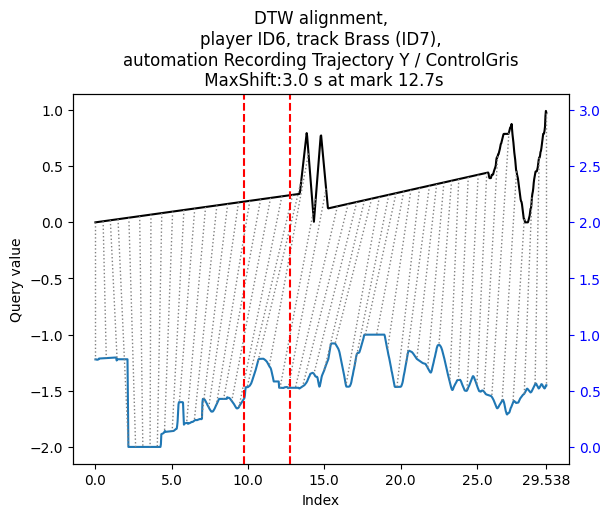 DTW alignment,
player ID6, track Brass (ID7),
automation Recording Trajectory Y / ControlGris
MaxShift:3.0 s at mark 12.7s
1.0
0.5
0.0
−0.5
−1.0
−1.5
−2.0
Query value
3.0
2.5
2.0
1.5
1.0
0.5
0.0
0.0 5.0 10.0 15.0 20.0 25.0 29.538
Index